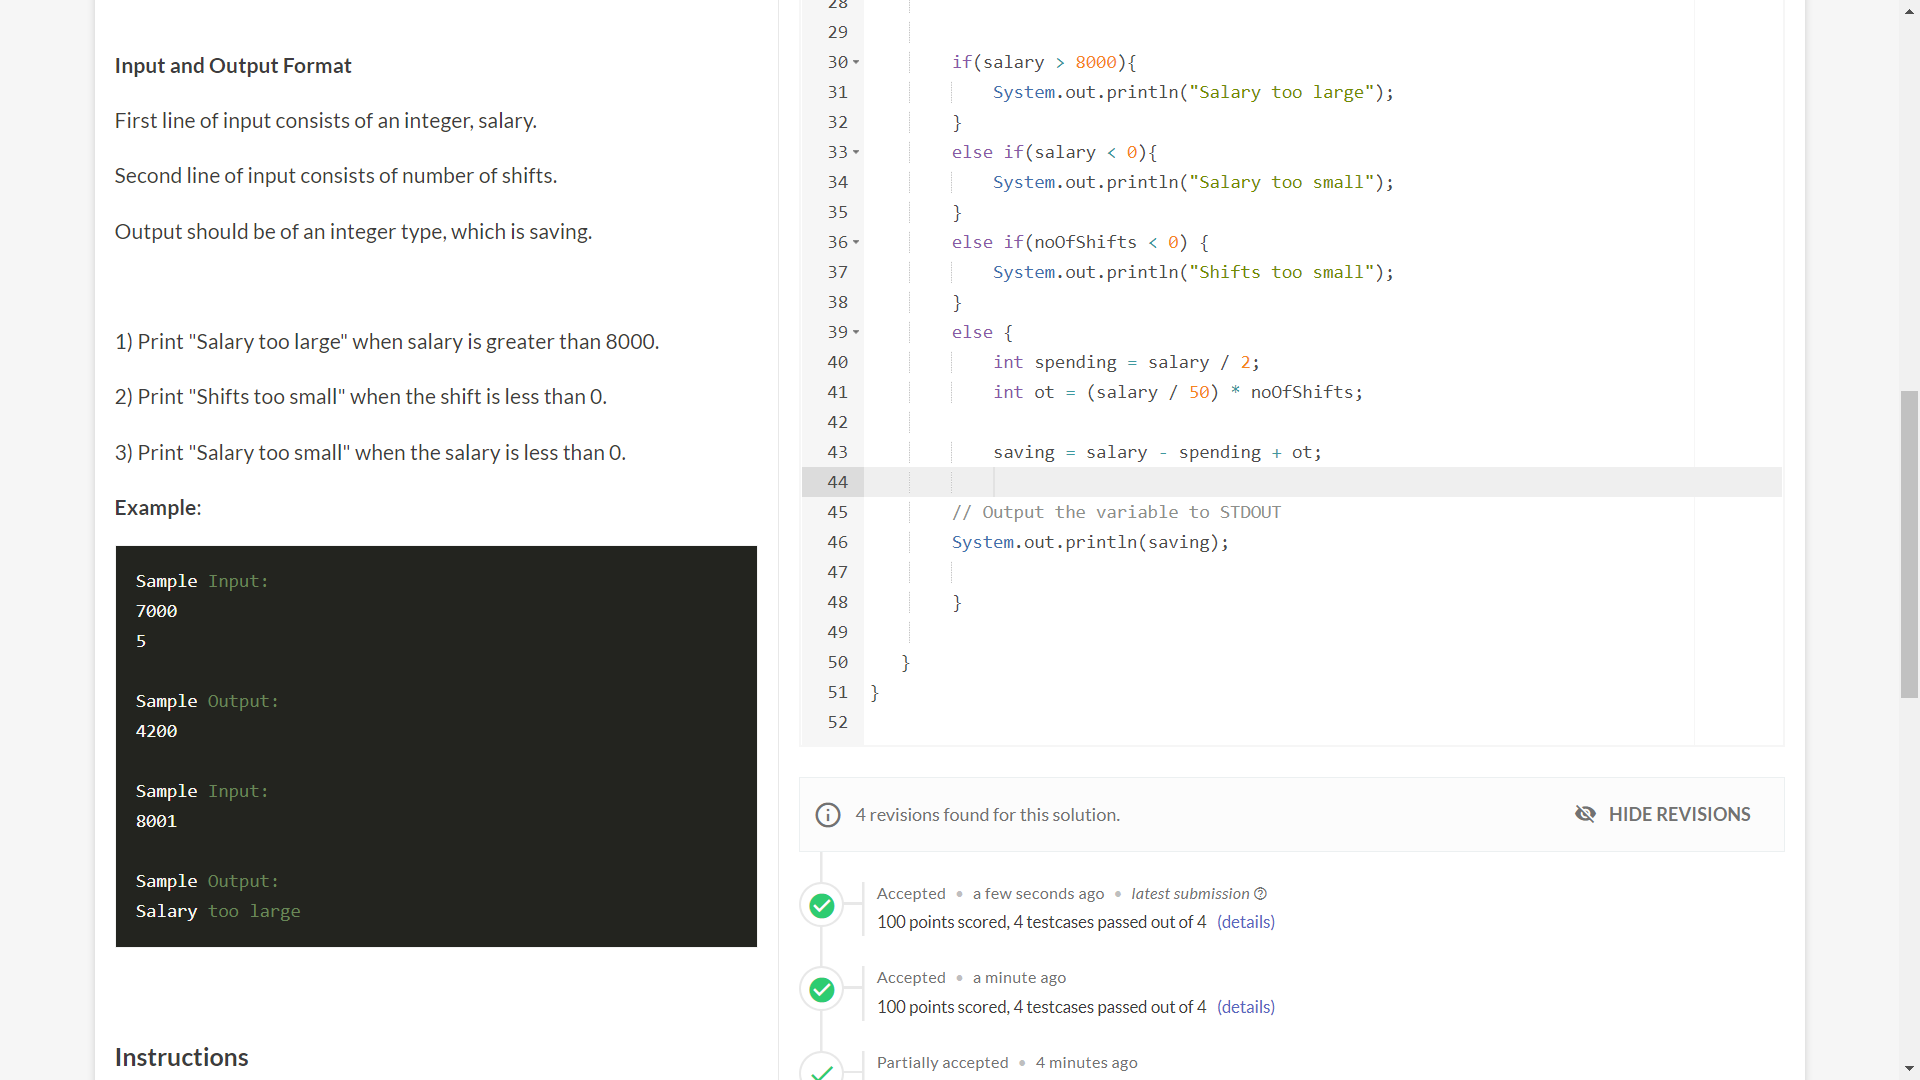 Input and Output Format
First line of input consists of an integer, salary.
Second line of input consists of number of shifts.
Output should be of an integer type, which is saving.
1) Print "Salary too large" when salary is greater than 8000.
2) Print "Shifts too small" when the shift is less than 0.
3) Print "Salary too small" when the salary is less than 0.
Example:
Sample Input:
7000
5
Sample Output:
4200
Sample Input:
8001
Sample Output:
Salary too large
Instructions
28
29
30 if(salary > 8000){
31 System.out.println("Salary too large");
32 }
33 else if(salary < 0){
34 System.out.println("Salary too small");
35 }
36 else if(noOfShifts < 0) {
37 System.out.println("Shifts too small");
38 }
39 else {
40 int spending = salary / 2;
41 int ot = (salary / 50) * noOfShifts;
42
43 saving = salary - spending + ot;
44
45 // Output the variable to STDOUT
46 System.out.println(saving);
47
48 }
49
50 }
51 }
52
4 revisions found for this solution.
HIDE REVISIONS
Accepted • a few seconds ago • latest submission
100 points scored, 4 testcases passed out of 4 (details)
Accepted • a minute ago
100 points scored, 4 testcases passed out of 4 (details)
Partially accepted • 4 minutes ago